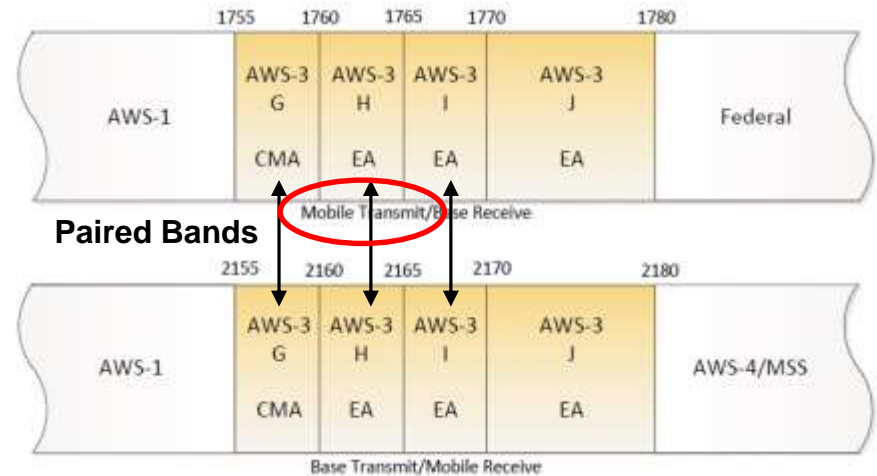 1755 1760 1765 1770 1780
AWS-3 AWS-3 AWS-3 AWS-3
G H I J
AWS-1 Federal
CMA EA EA EA
Mobile Transmit/Base Receive
Paired Bands
2155 2160 2165 2170 2180
AWS-3 AWS-3 AWS-3 AWS-3
G H I J
AWS-1 AWS-4/MSS
CMA EA EA EA
Base Transmit/Mobile Receive